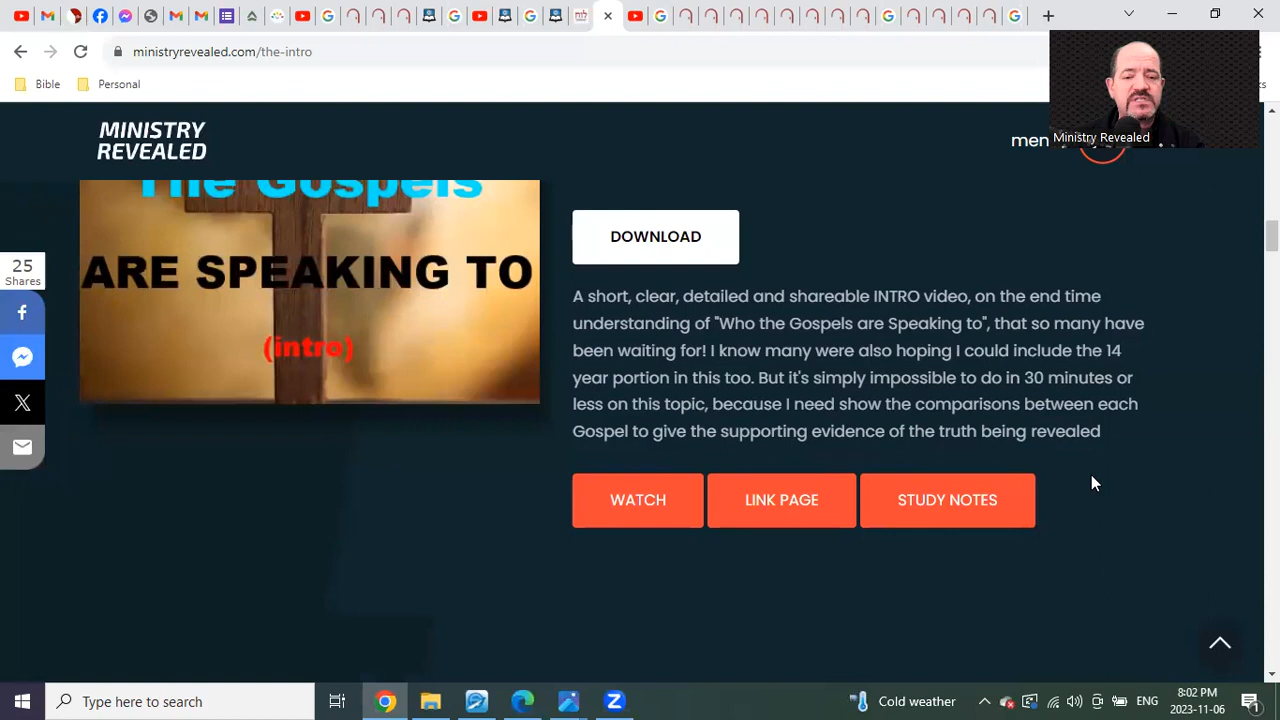 ministryrevealed.com/the-intro
Bible
Personal
Ministry Revealed
MINISTRY
REVEALED
men
The Gospels
ARE SPEAKING TO
(intro)
25
Shares
DOWNLOAD
A short, clear, detailed and shareable INTRO video, on the end time
understanding of "Who the Gospels are Speaking to", that so many have
been waiting for! I know many were also hoping I could include the 14
year portion in this too. But it's simply impossible to do in 30 minutes or
less on this topic, because I need show the comparisons between each
Gospel to give the supporting evidence of the truth being revealed
WATCH
LINK PAGE
STUDY NOTES
Type here to search
Cold weather
ENG
8:02 PM
2023-11-06